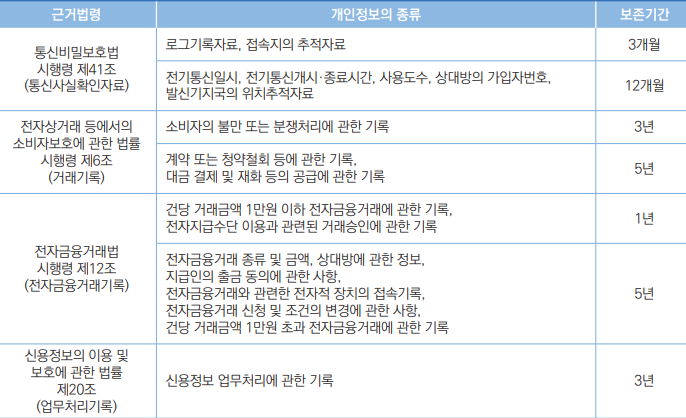 근거법령 개인정보의 종류 보존기간
통신비밀보호법
시행령 제41조
(통신사실확인자료)
로그기록자료, 접속지의 추적자료
3개월
전기통신일시, 전기통신개시·종료시간, 사용도수, 상대방의 가입자번호,
발신기지국의 위치추적자료
12개월
전자상거래 등에서의
소비자보호에 관한 법률
시행령 제6조
(거래기록)
소비자의 불만 또는 분쟁처리에 관한 기록
3년
계약 또는 청약철회 등에 관한 기록,
대금 결제 및 재화 등의 공급에 관한 기록
5년
전자금융거래법
시행령 제12조
(전자금융거래기록)
건당 거래금액 1만원 이하 전자금융거래에 관한 기록,
전자지급수단 이용과 관련된 거래승인에 관한 기록
1년
전자금융거래 종류 및 금액, 상대방에 관한 정보,
지급인의 출금 동의에 관한 사항,
전자금융거래와 관련한 전자적 장치의 접속기록,
전자금융거래 신청 및 조건의 변경에 관한 사항,
건당 거래금액 1만원 초과 전자금융거래에 관한 기록
5년
신용정보의 이용 및
보호에 관한 법률
제20조
(업무처리기록)
신용정보 업무처리에 관한 기록
3년